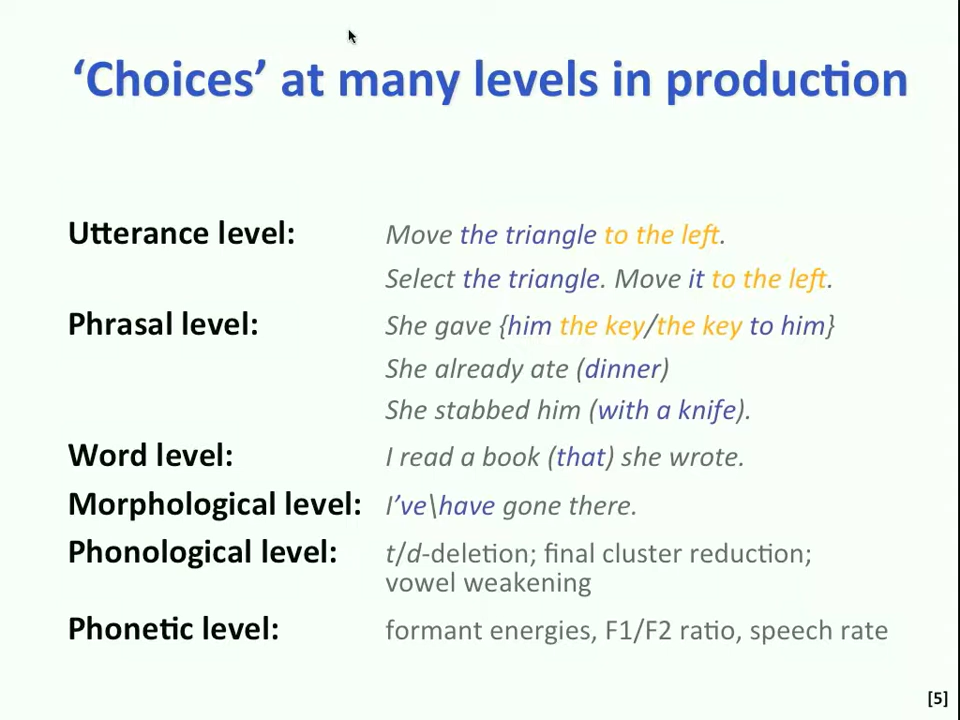 ‘Choices’ at many levels in production
Utterance level: Move the triangle to the left.
Select the triangle. Move it to the left.
Phrasal level: She gave {him the key/the key to him}
She already ate (dinner)
She stabbed him (with a knife).
Word level: I read a book (that) she wrote.
Morphological level: I’ve\have gone there.
Phonological level: t/d-deletion; final cluster reduction;
vowel weakening
Phonetic level: formant energies, F1/F2 ratio, speech rate
[5]